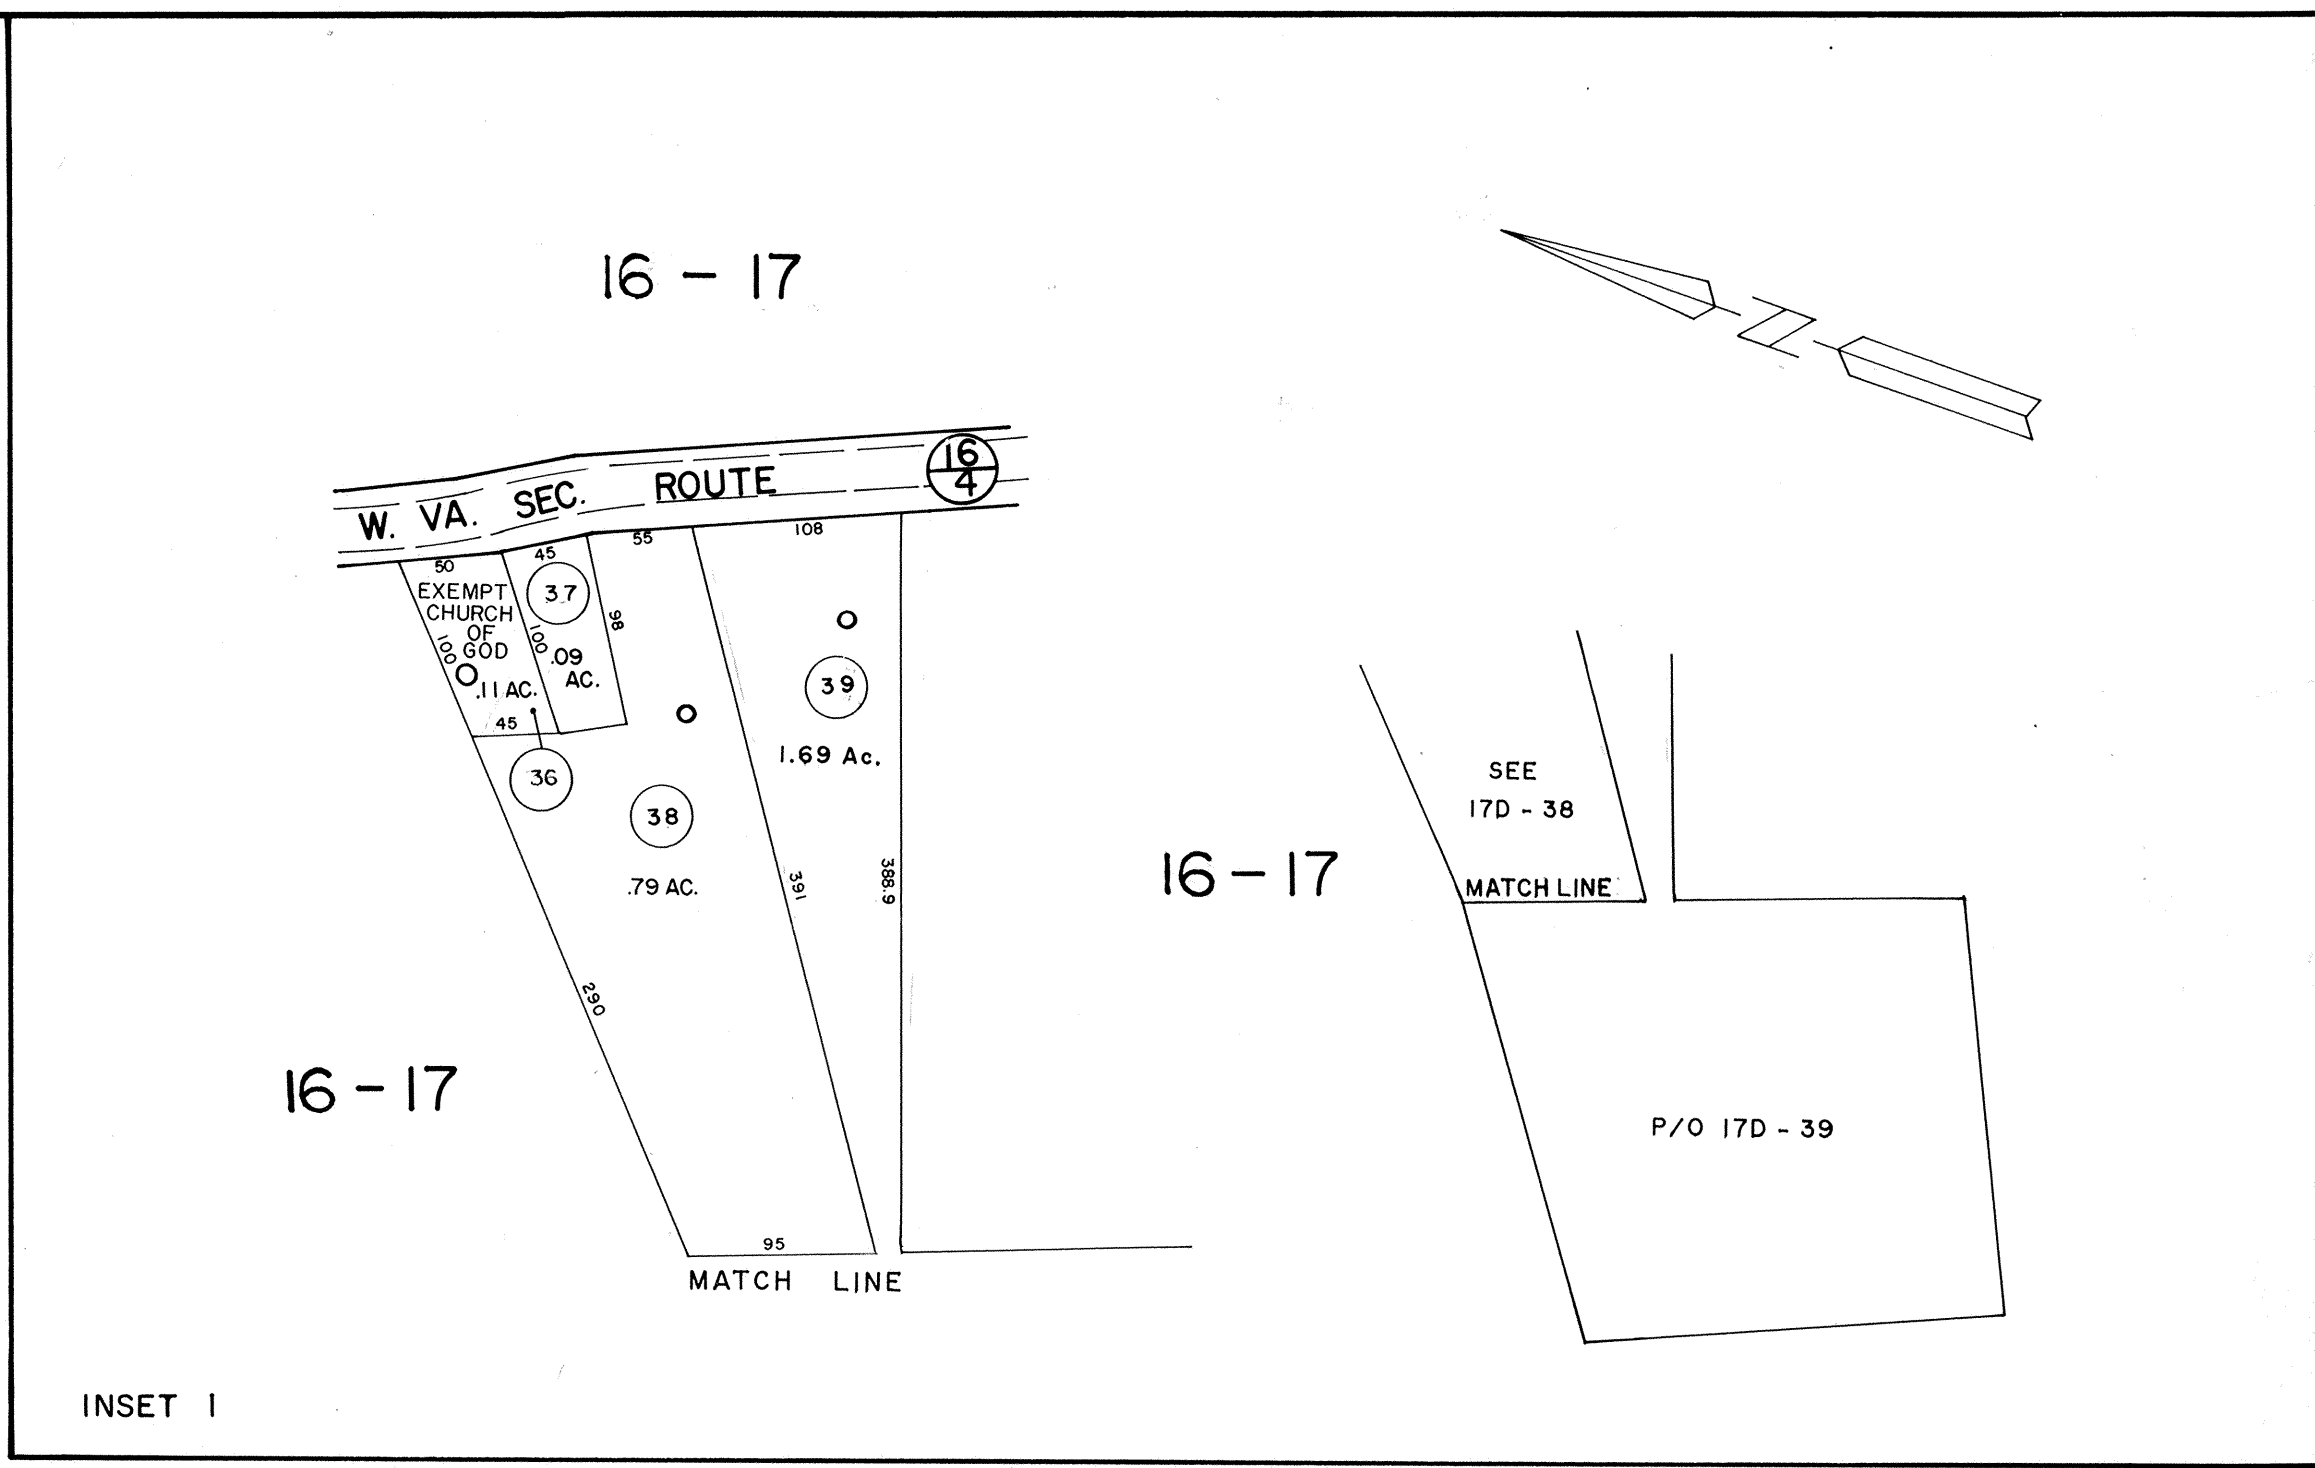 16 - 17
W. VA. SEC. ROUTE 16
4
50
45
55
108
EXEMPT
CHURCH
OF
GOD
100
.11 AC.
45
36
37
100
.09
AC.
98
38
.79 AC.
39
1.69 Ac.
391
388.9
290
95
MATCH LINE
16 - 17
16 - 17
N
SEE
17D - 38
MATCH LINE
P/O 17D - 39
INSET 1